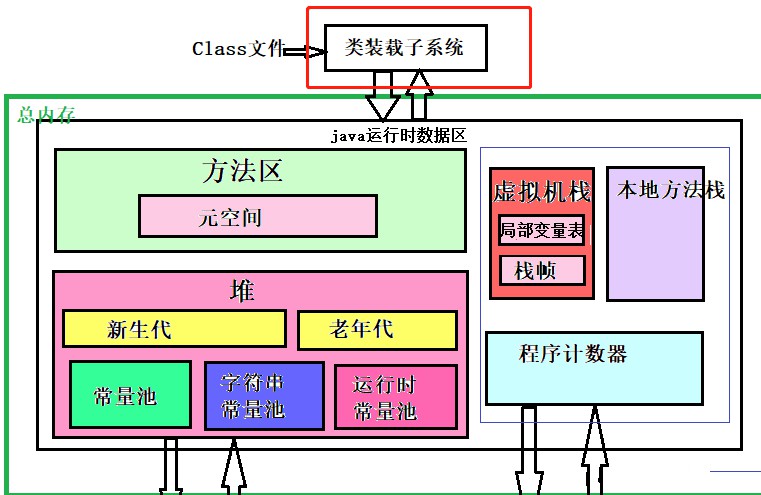 Class文件
类装载子系统
总内存
java运行时数据区
方法区
元空间
虚拟机栈
局部变量表
栈帧
本地方法栈
堆
新生代
老年代
常量池
字符串
常量池
运行时
常量池
程序计数器